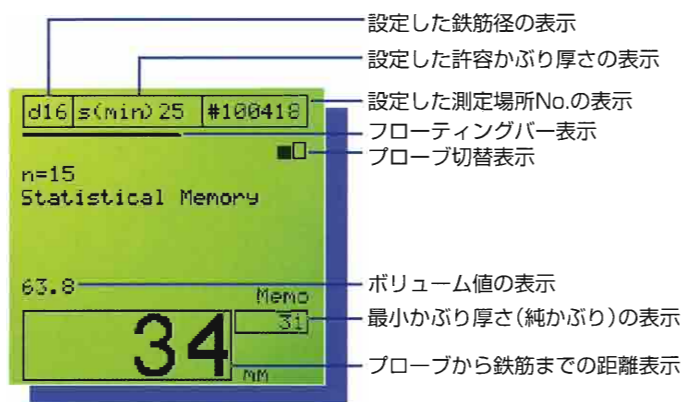 設定した鉄筋径の表示
設定した許容かぶり厚さの表示
d16 s(min)25 #100418
設定した測定場所No.の表示
フローティングバー表示
プローブ切替表示
n=15
Statistical Memory
63.8
ボリューム値の表示
Memo
31
最小かぶり厚さ(純かぶり)の表示
34
mm
プローブから鉄筋までの距離表示